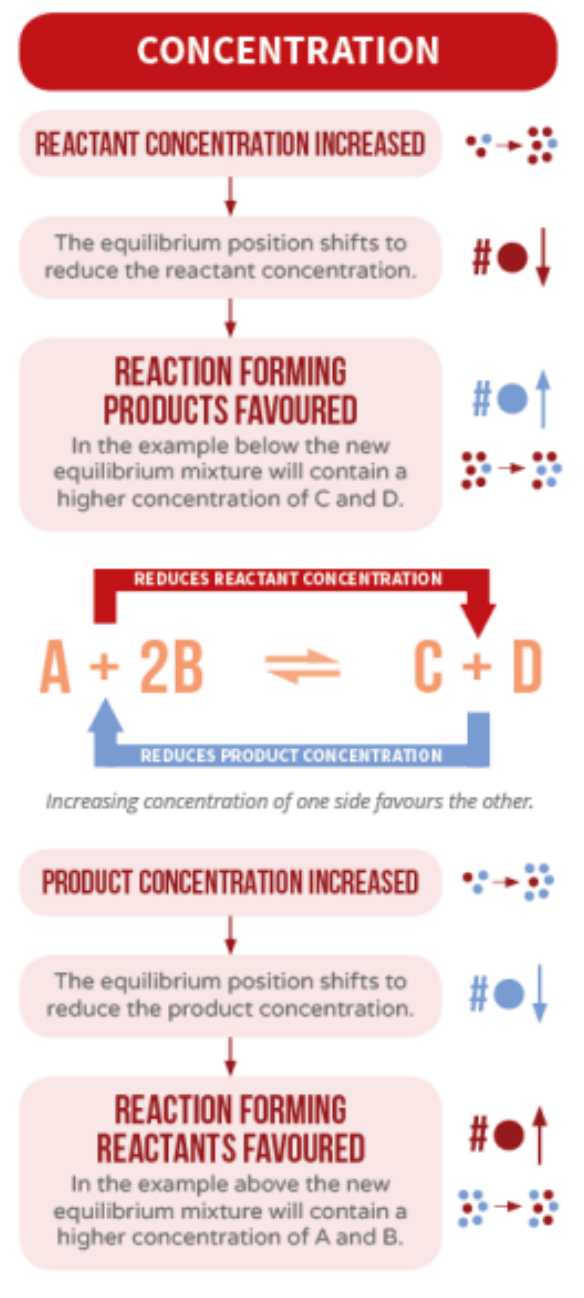 CONCENTRATION
REACTANT CONCENTRATION INCREASED
The equilibrium position shifts to
reduce the reactant concentration.
#
REACTION FORMING
PRODUCTS FAVOURED
In the example below the new
equilibrium mixture will contain a
higher concentration of C and D.
#
REDUCES REACTANT CONCENTRATION
A + 2B ⇌ C + D
REDUCES PRODUCT CONCENTRATION
Increasing concentration of one side favours the other.
PRODUCT CONCENTRATION INCREASED
The equilibrium position shifts to
reduce the product concentration.
#
REACTION FORMING
REACTANTS FAVOURED
In the example above the new
equilibrium mixture will contain a
higher concentration of A and B.
#